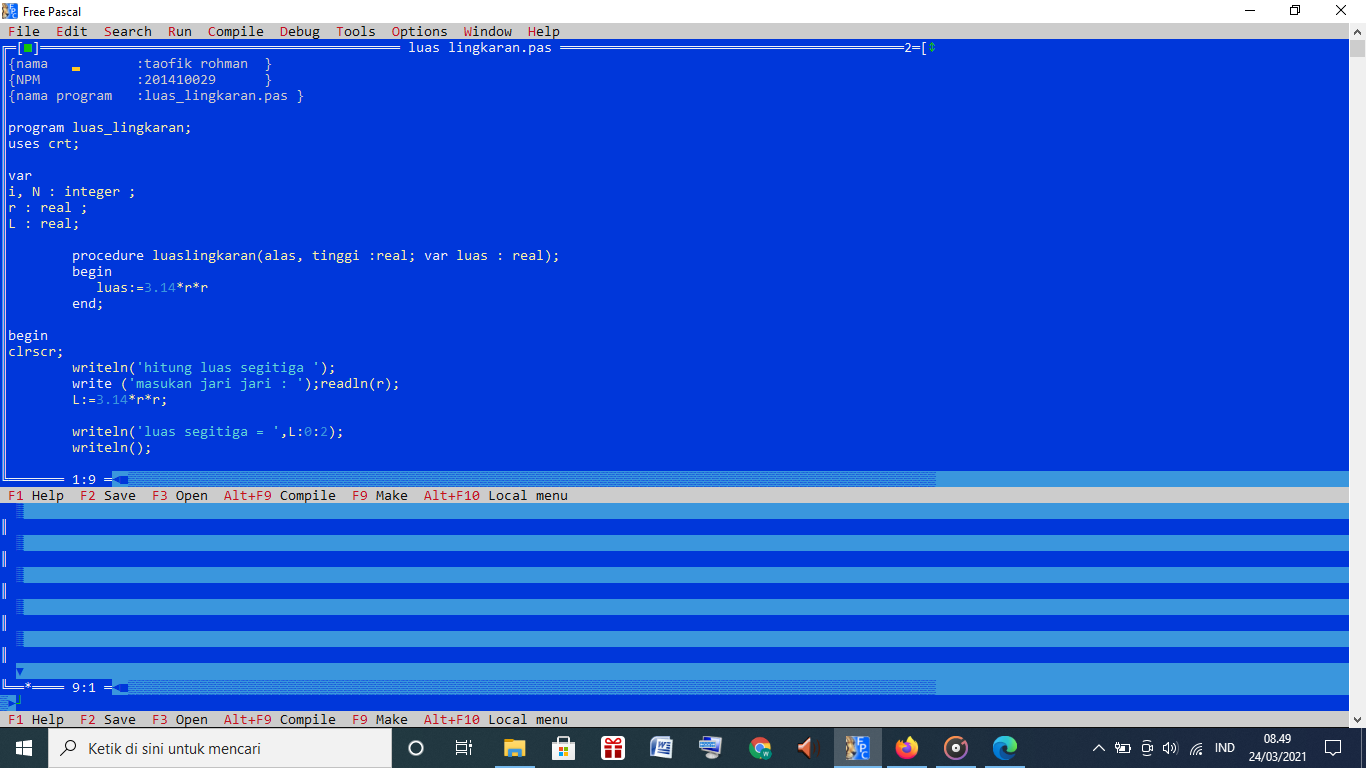 Free Pascal
File Edit Search Run Compile Debug Tools Options Window Help
luas lingkaran.pas 2
{nama :taofik rohman }
{NPM :201410029 }
{nama program :luas_lingkaran.pas }
program luas_lingkaran;
uses crt;
var
i, N : integer ;
r : real ;
L : real;
procedure luaslingkaran(alas, tinggi :real; var luas : real);
begin
luas:=3.14*r*r
end;
begin
clrscr;
writeln('hitung luas segitiga ');
write ('masukan jari jari : ');readln(r);
L:=3.14*r*r;
writeln('luas segitiga = ',L:0:2);
writeln();
1:9
F1 Help F2 Save F3 Open Alt+F9 Compile F9 Make Alt+F10 Local menu
* 9:1
F1 Help F2 Save F3 Open Alt+F9 Compile F9 Make Alt+F10 Local menu
Ketik di sini untuk mencari
IND
08.49
24/03/2021